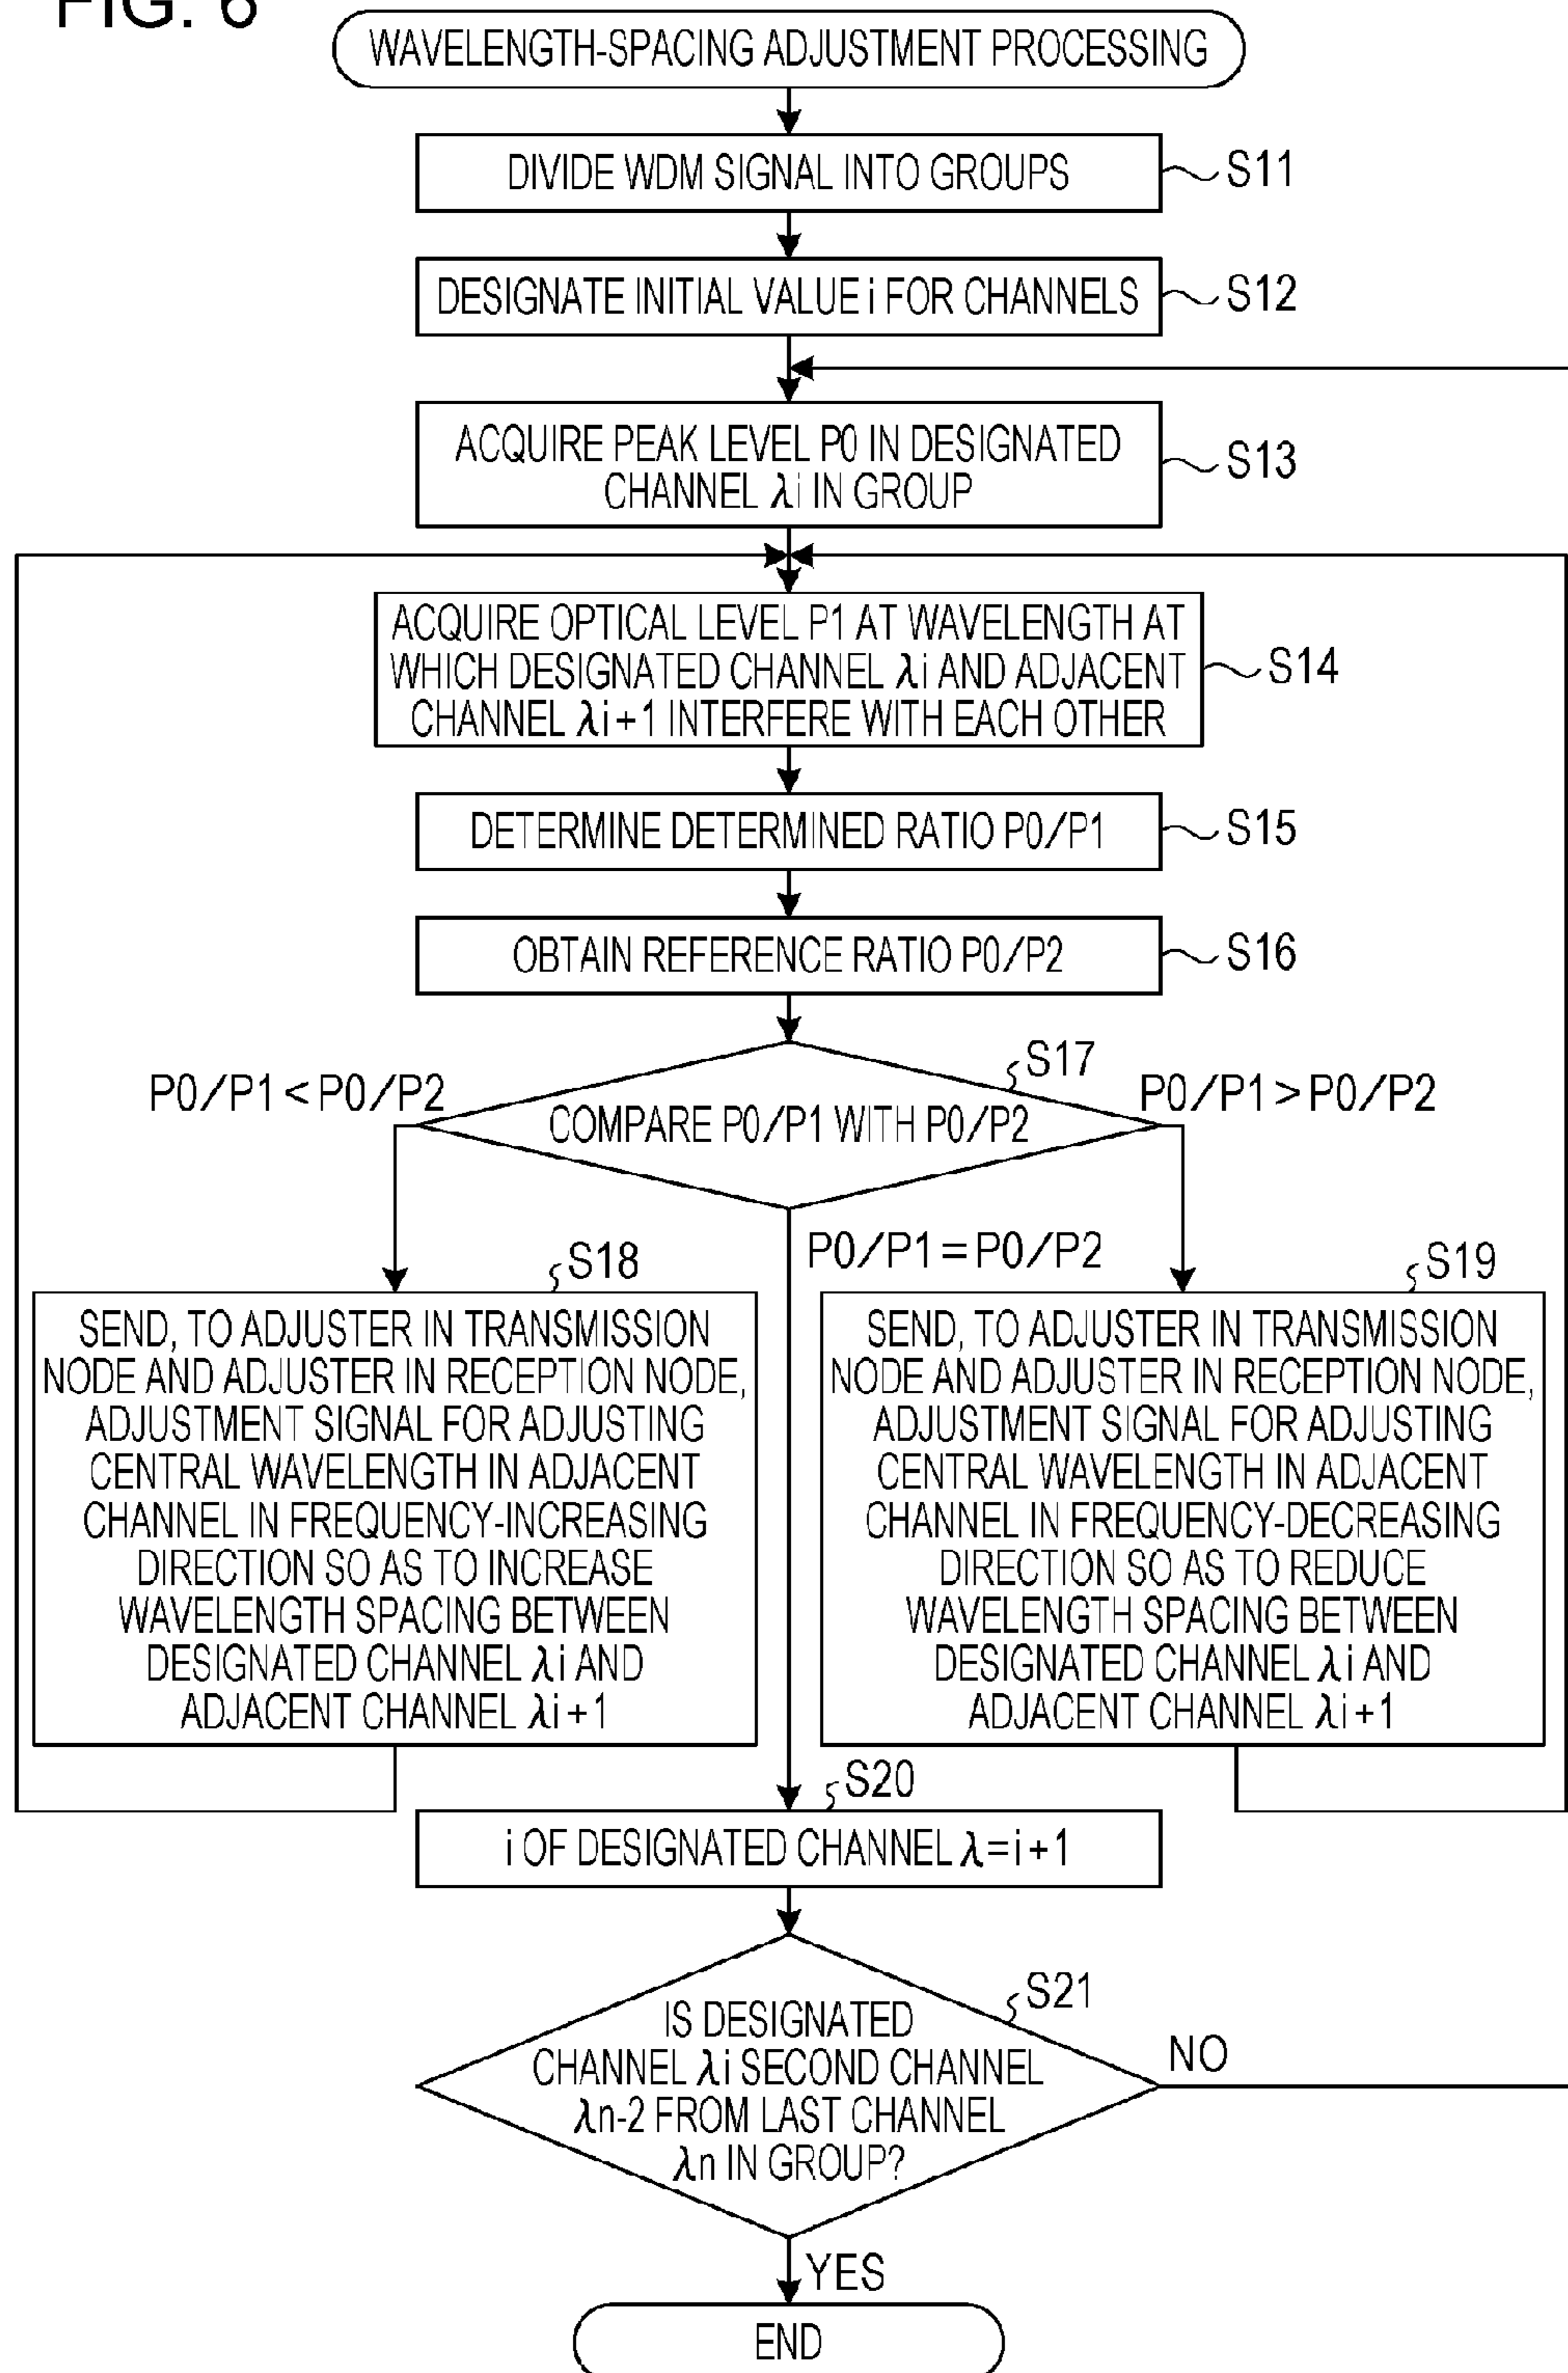 FIG. 6
WAVELENGTH-SPACING ADJUSTMENT PROCESSING
DIVIDE WDM SIGNAL INTO GROUPS
S11
DESIGNATE INITIAL VALUE i FOR CHANNELS
S12
ACQUIRE PEAK LEVEL P0 IN DESIGNATED
CHANNEL λi IN GROUP
S13
ACQUIRE OPTICAL LEVEL P1 AT WAVELENGTH AT
WHICH DESIGNATED CHANNEL λi AND ADJACENT
CHANNEL λi+1 INTERFERE WITH EACH OTHER
S14
DETERMINE DETERMINED RATIO P0/P1
S15
OBTAIN REFERENCE RATIO P0/P2
S16
S17
P0/P1<P0/P2
COMPARE P0/P1 WITH P0/P2
P0/P1>P0/P2
P0/P1=P0/P2
S18
SEND, TO ADJUSTER IN TRANSMISSION
NODE AND ADJUSTER IN RECEPTION NODE,
ADJUSTMENT SIGNAL FOR ADJUSTING
CENTRAL WAVELENGTH IN ADJACENT
CHANNEL IN FREQUENCY-INCREASING
DIRECTION SO AS TO INCREASE
WAVELENGTH SPACING BETWEEN
DESIGNATED CHANNEL λi AND
ADJACENT CHANNEL λi+1
S19
SEND, TO ADJUSTER IN TRANSMISSION
NODE AND ADJUSTER IN RECEPTION NODE,
ADJUSTMENT SIGNAL FOR ADJUSTING
CENTRAL WAVELENGTH IN ADJACENT
CHANNEL IN FREQUENCY-DECREASING
DIRECTION SO AS TO REDUCE
WAVELENGTH SPACING BETWEEN
DESIGNATED CHANNEL λi AND
ADJACENT CHANNEL λi+1
S20
i OF DESIGNATED CHANNEL λ=i+1
S21
IS DESIGNATED
CHANNEL λi SECOND CHANNEL
λn-2 FROM LAST CHANNEL
λn IN GROUP?
NO
YES
END